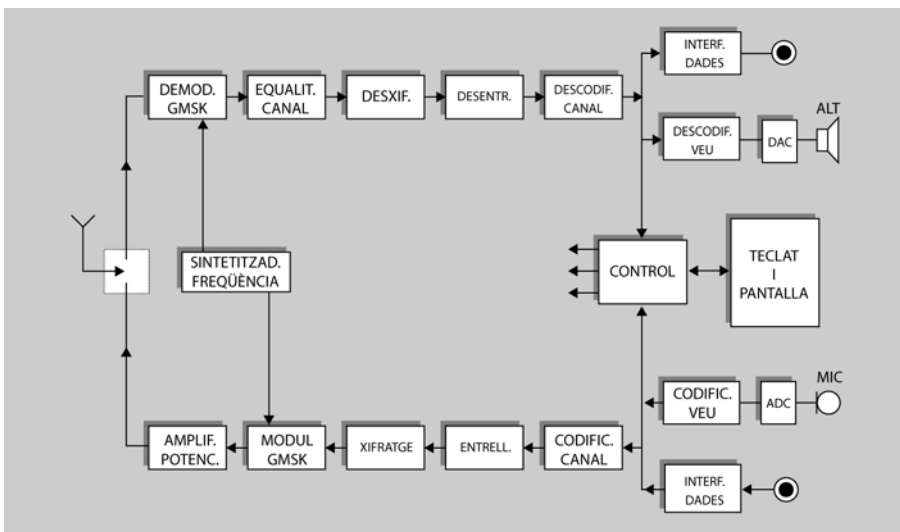 INTERF.
DADES
DEMOD.
GMSK
EQUALIT.
CANAL
DESXIF.
DESENTR.
DESCODIF.
CANAL
ALT
DESCODIF.
VEU
DAC
SINTETITZAD.
FREQÜÈNCIA
CONTROL
TECLAT
I
PANTALLA
MIC
CODIFIC.
VEU
ADC
AMPLIF.
POTENC.
MODUL
GMSK
XIFRATGE
ENTRELL.
CODIFIC.
CANAL
INTERF.
DADES